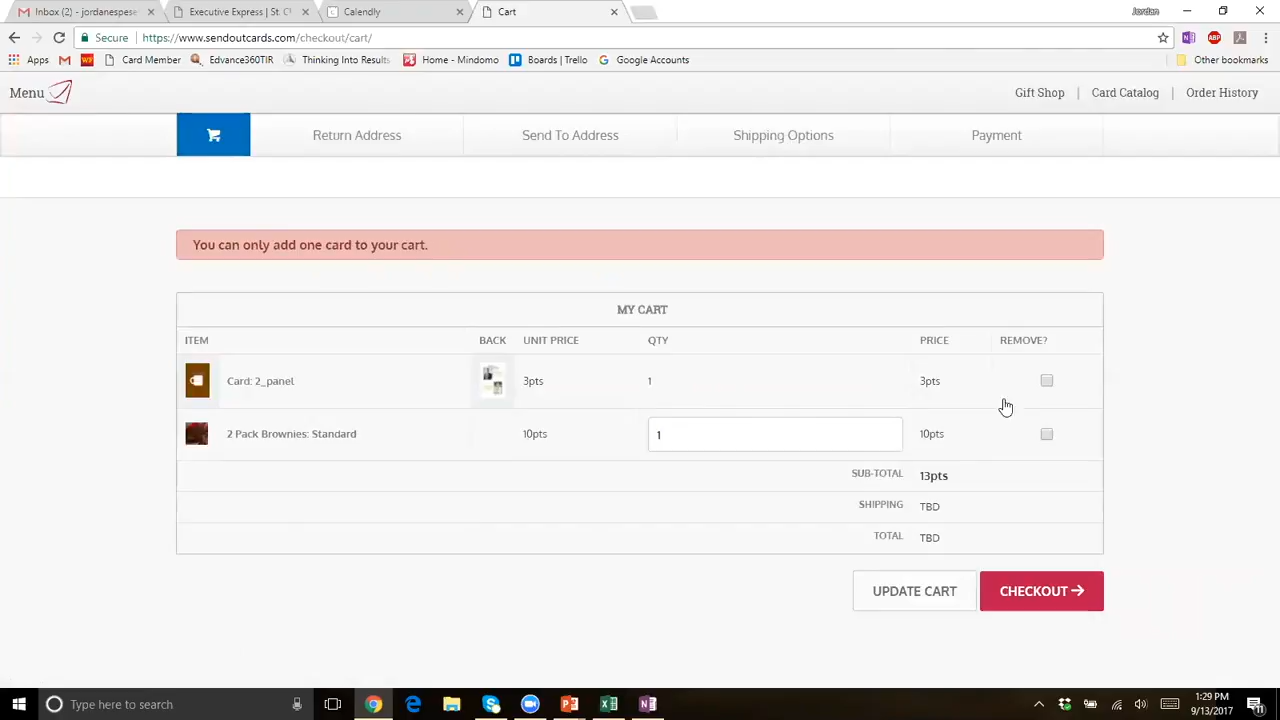 Inbox (2) - jordanespese
Executive Express | St. Cl
Calendly
Cart
Jordan
Secure
https://www.sendoutcards.com/checkout/cart/
ABP
Apps
WF
Card Member
Edvance360TIR
Thinking Into Results
Home - Mindomo
Boards | Trello
Google Accounts
Other bookmarks
Menu
Gift Shop | Card Catalog | Order History
Return Address
Send To Address
Shipping Options
Payment
You can only add one card to your cart.
MY CART
ITEM BACK UNIT PRICE QTY PRICE REMOVE?
Card: 2_panel 3pts 1 3pts
2 Pack Brownies: Standard 10pts 1 10pts
SUB-TOTAL 13pts
SHIPPING TBD
TOTAL TBD
UPDATE CART
CHECKOUT →
Type here to search
1:29 PM
9/13/2017